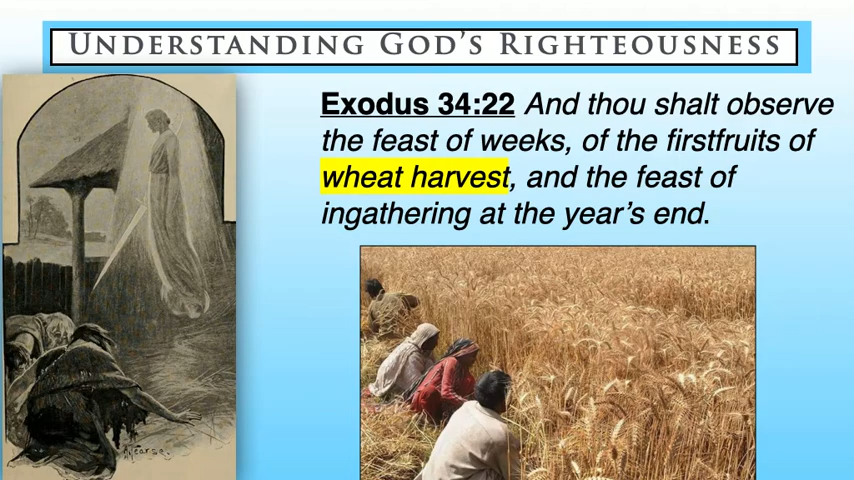 Understanding God's Righteousness
Exodus 34:22 And thou shalt observe
the feast of weeks, of the firstfruits of
wheat harvest, and the feast of
ingathering at the year's end.